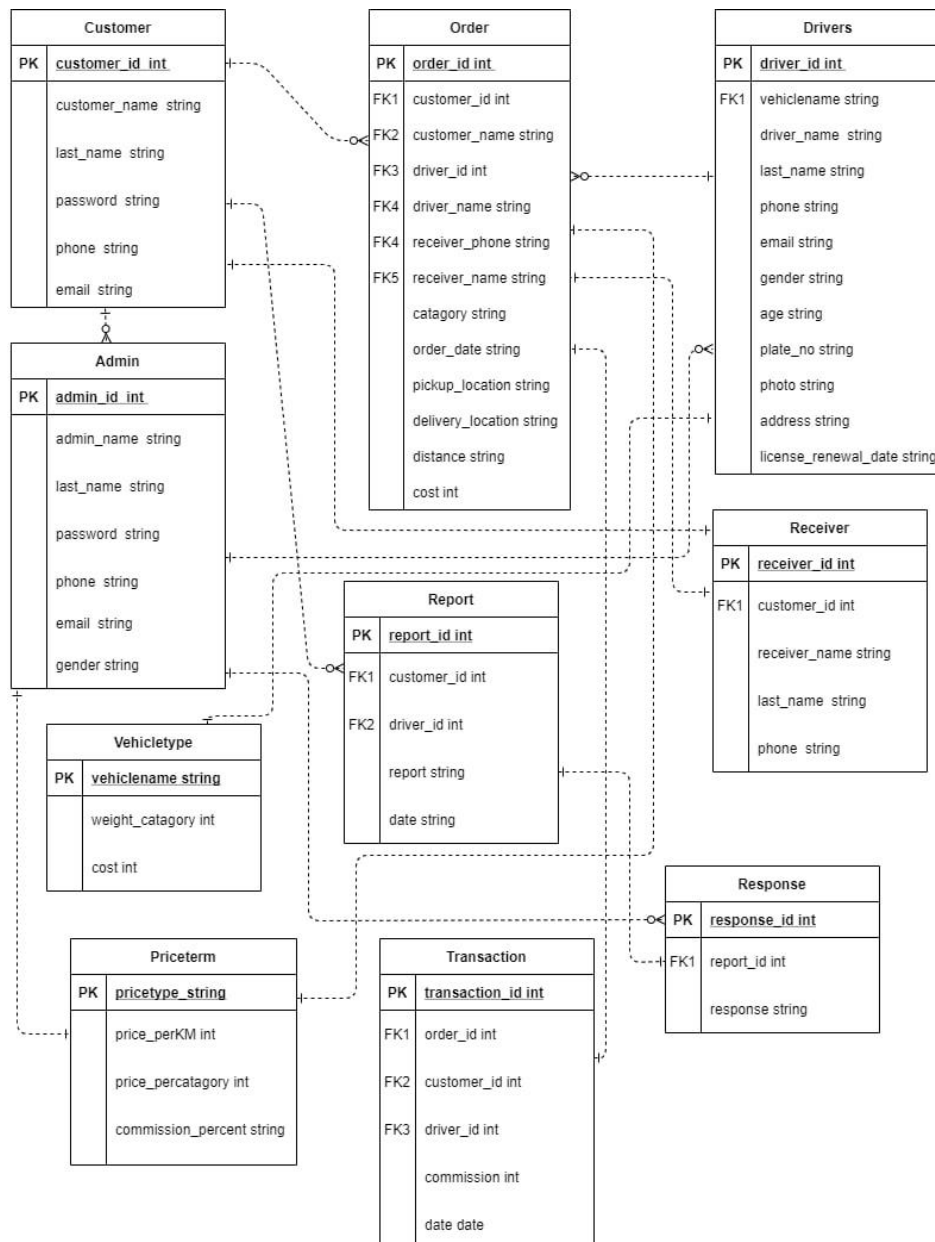 Customer
PK customer_id int
customer_name string
last_name string
password string
phone string
email string
Order
PK order_id int
FK1 customer_id int
FK2 customer_name string
FK3 driver_id int
FK4 driver_name string
FK4 receiver_phone string
FK5 receiver_name string
catagory string
order_date string
pickup_location string
delivery_location string
distance string
cost int
Drivers
PK driver_id int
FK1 vehiclename string
driver_name string
last_name string
phone string
email string
gender string
age string
plate_no string
photo string
address string
license_renewal_date string
Admin
PK admin_id int
admin_name string
last_name string
password string
phone string
email string
gender string
Receiver
PK receiver_id int
FK1 customer_id int
receiver_name string
last_name string
phone string
Report
PK report_id int
FK1 customer_id int
FK2 driver_id int
report string
date string
Vehicletype
PK vehiclename string
weight_catagory int
cost int
Response
PK response_id int
FK1 report_id int
response string
Priceterm
PK pricetype_string
price_perKM int
price_percatagory int
commission_percent string
Transaction
PK transaction_id int
FK1 order_id int
FK2 customer_id int
FK3 driver_id int
commission int
date date